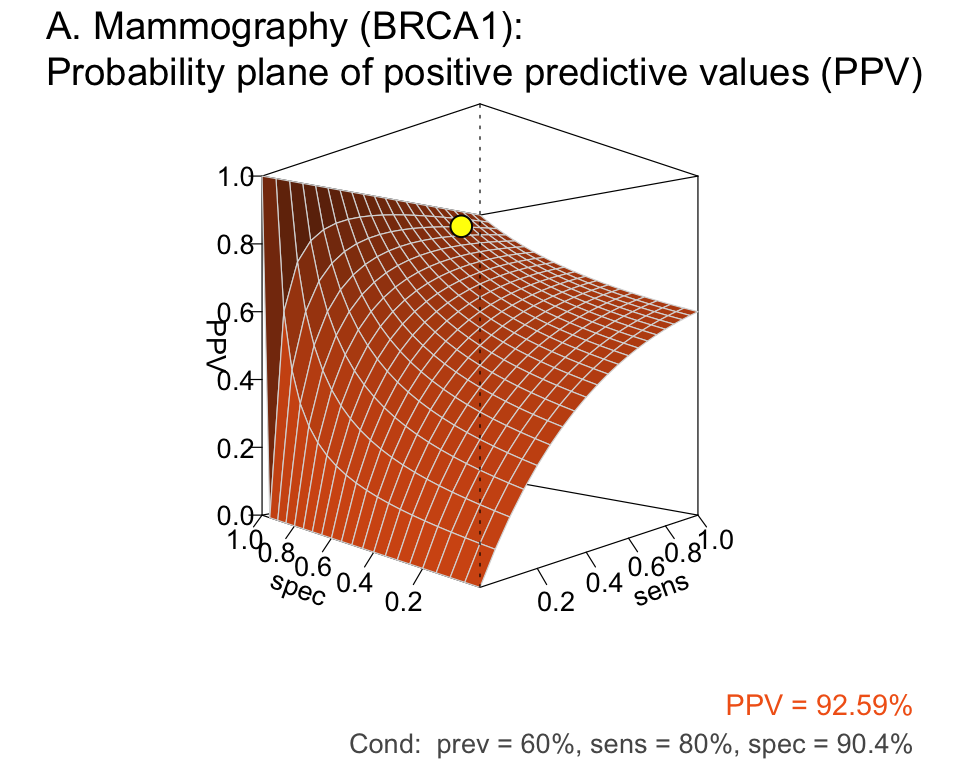 A. Mammography (BRCA1):
Probability plane of positive predictive values (PPV)
1.0
0.8
0.6
PPV
0.4
0.2
0.0
1.0
0.8
0.6
0.4
0.2
spec
0.2
0.4
0.6
0.8
1.0
sens
PPV = 92.59%
Cond:  prev = 60%, sens = 80%, spec = 90.4%